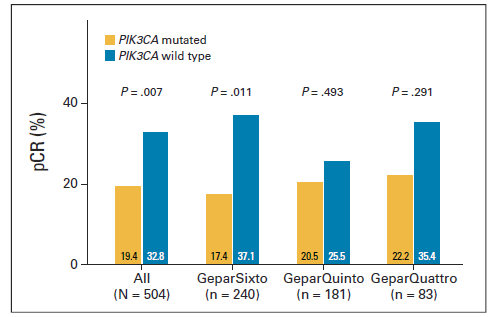 PIK3CA mutated
PIK3CA wild type
P = .007 P = .011 P = .493 P = .291
pCR (%)
40
20
0
19.4 32.8 17.4 37.1 20.5 25.5 22.2 35.4
All GeparSixto GeparQuinto GeparQuattro
(N = 504) (n = 240) (n = 181) (n = 83)